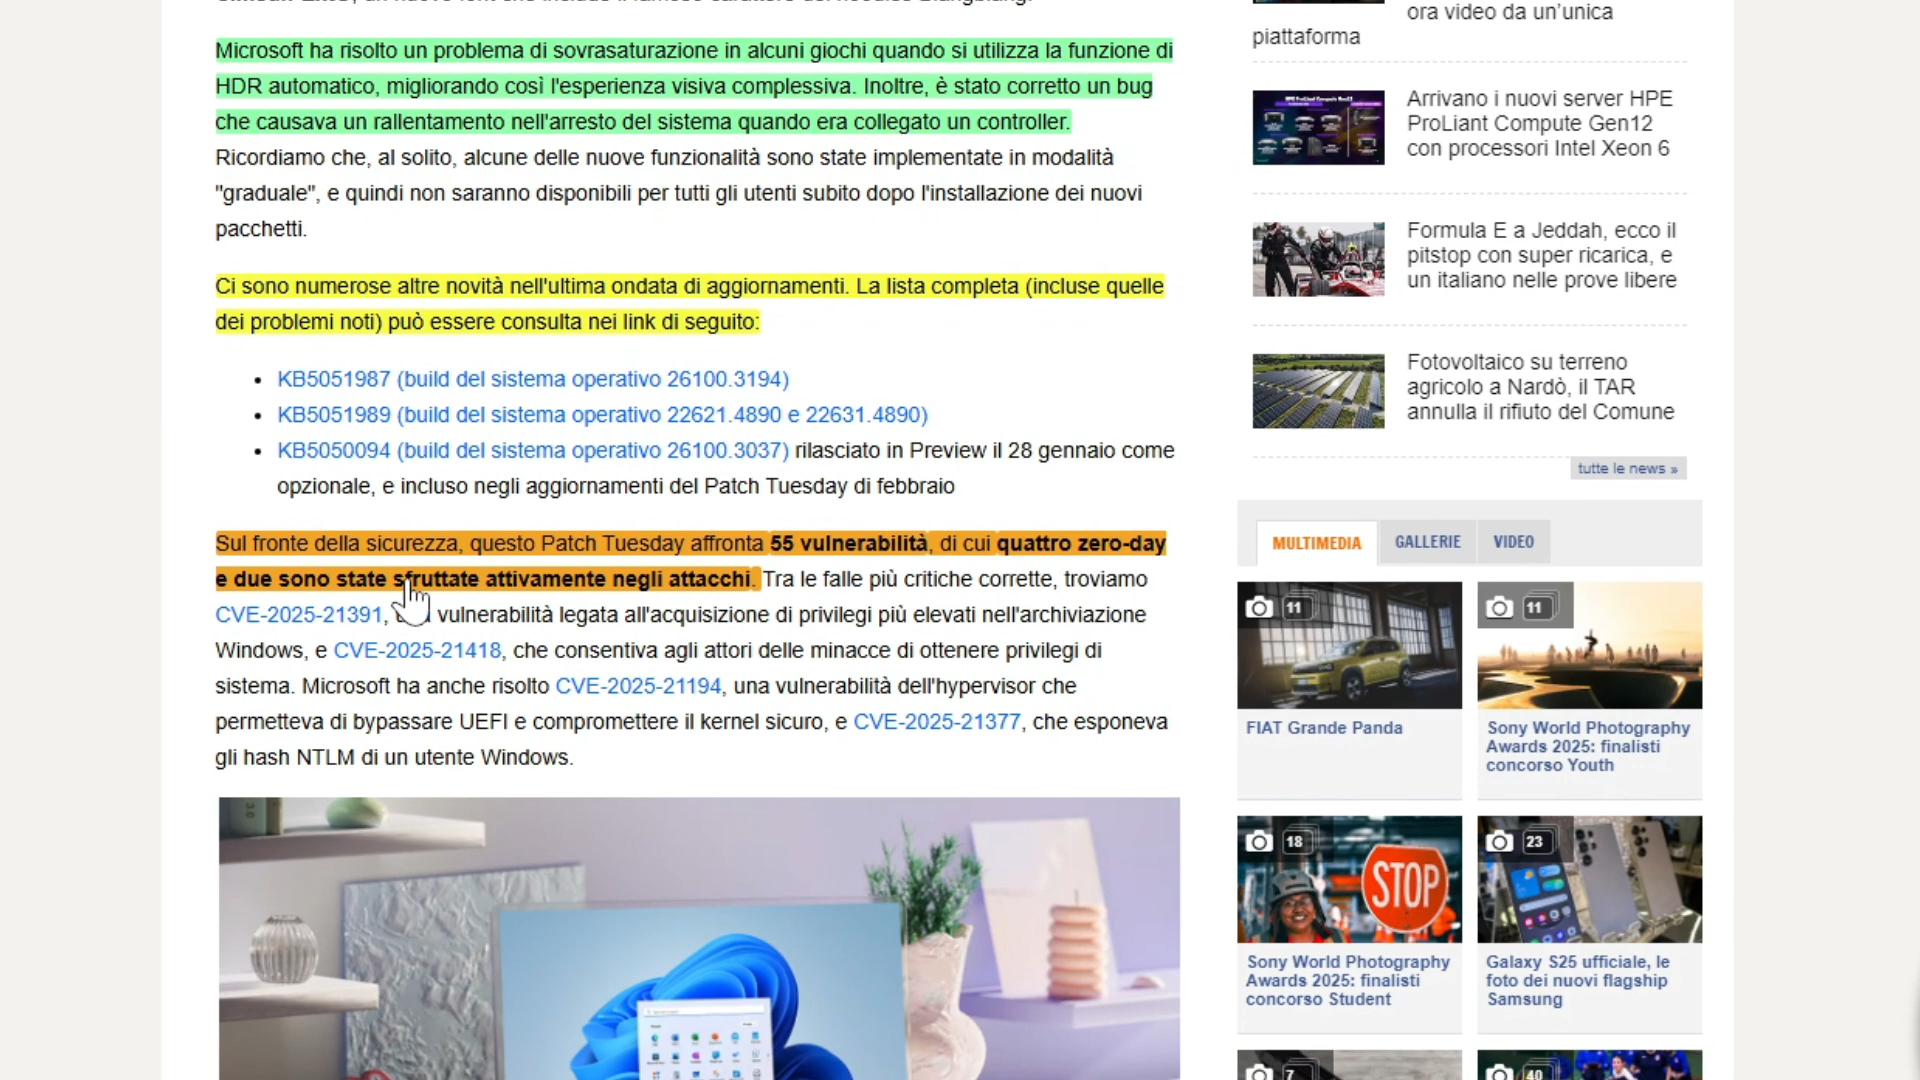 Microsoft ha risolto un problema di sovrasaturazione in alcuni giochi quando si utilizza la funzione di
HDR automatico, migliorando così l'esperienza visiva complessiva. Inoltre, è stato corretto un bug
che causava un rallentamento nell'arresto del sistema quando era collegato un controller.
Ricordiamo che, al solito, alcune delle nuove funzionalità sono state implementate in modalità
"graduale", e quindi non saranno disponibili per tutti gli utenti subito dopo l'installazione dei nuovi
pacchetti.
Ci sono numerose altre novità nell'ultima ondata di aggiornamenti. La lista completa (incluse quelle
dei problemi noti) può essere consulta nei link di seguito:
• KB5051987 (build del sistema operativo 26100.3194)
• KB5051989 (build del sistema operativo 22621.4890 e 22631.4890)
• KB5050094 (build del sistema operativo 26100.3037) rilasciato in Preview il 28 gennaio come
opzionale, e incluso negli aggiornamenti del Patch Tuesday di febbraio
Sul fronte della sicurezza, questo Patch Tuesday affronta 55 vulnerabilità, di cui quattro zero-day
e due sono state sfruttate attivamente negli attacchi. Tra le falle più critiche corrette, troviamo
CVE-2025-21391, vulnerabilità legata all'acquisizione di privilegi più elevati nell'archiviazione
Windows, e CVE-2025-21418, che consentiva agli attori delle minacce di ottenere privilegi di
sistema. Microsoft ha anche risolto CVE-2025-21194, una vulnerabilità dell'hypervisor che
permetteva di bypassare UEFI e compromettere il kernel sicuro, e CVE-2025-21377, che esponeva
gli hash NTLM di un utente Windows.
ora video da un'unica
piattaforma
Arrivano i nuovi server HPE
ProLiant Compute Gen12
con processori Intel Xeon 6
Formula E a Jeddah, ecco il
pitstop con super ricarica, e
un italiano nelle prove libere
Fotovoltaico su terreno
agricolo a Nardò, il TAR
annulla il rifiuto del Comune
tutte le news »
MULTIMEDIA GALLERIE VIDEO
11
FIAT Grande Panda
11
Sony World Photography
Awards 2025: finalisti
concorso Youth
18
STOP
Sony World Photography
Awards 2025: finalisti
concorso Student
23
Galaxy S25 ufficiale, le
foto dei nuovi flagship
Samsung
7
40